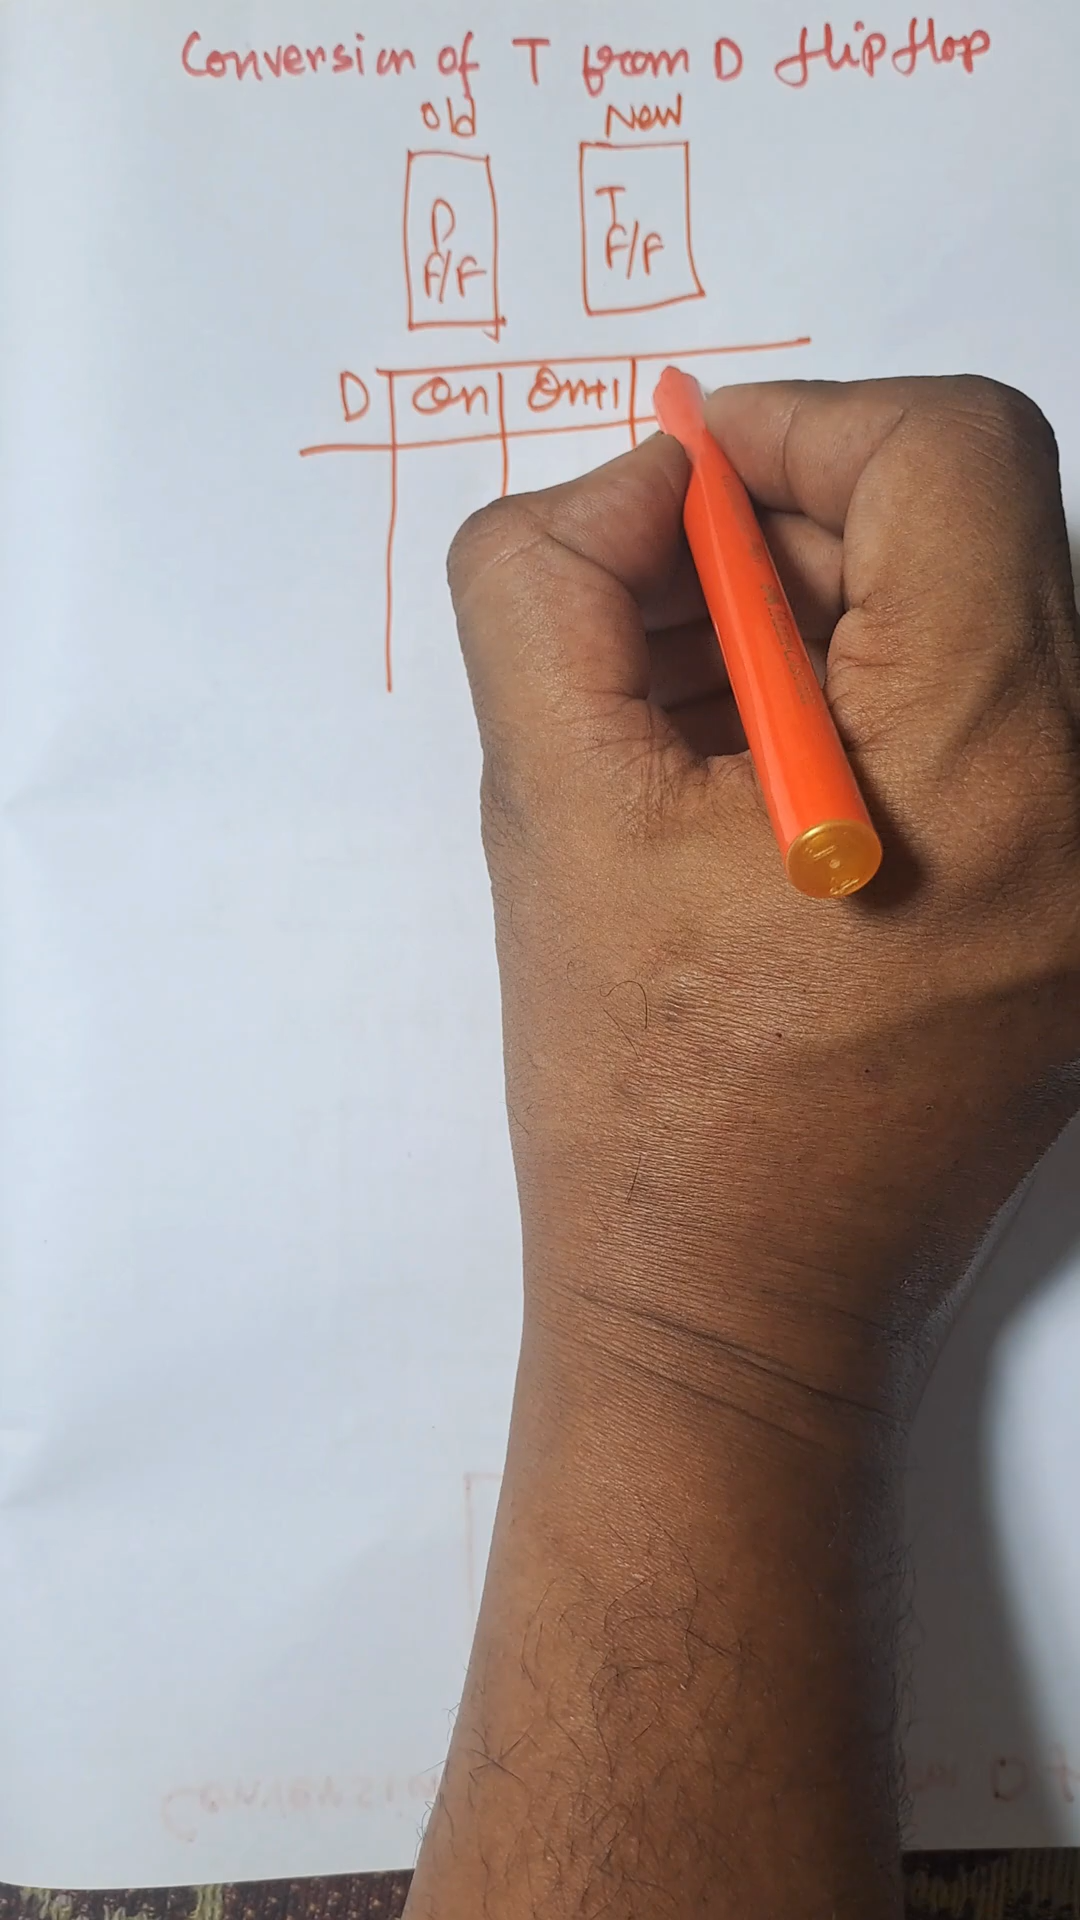 Conversion of T from D flip flop
Old New
D T
F/F F/F
D Qn Qn+1